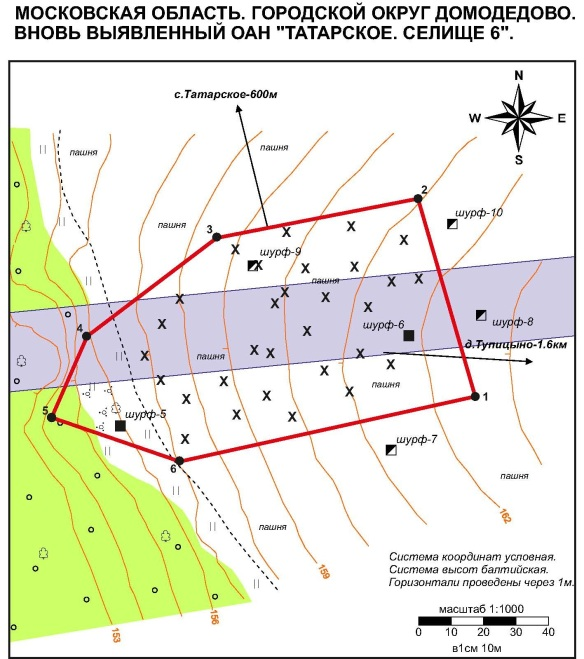 МОСКОВСКАЯ ОБЛАСТЬ. ГОРОДСКОЙ ОКРУГ ДОМОДЕДОВО.
ВНОВЬ ВЫЯВЛЕННЫЙ ОАН "ТАТАРСКОЕ. СЕЛИЩЕ 6".
с.Татарское-600м
N
W E
S
пашня
пашня
2
шурф-10
пашня
3
шурф-9
пашня
4
шурф-6
шурф-8
д.Тупицыно-1.6км
пашня
пашня
1
5
шурф-5
шурф-7
6
пашня
пашня
162
159
156
153
Система координат условная.
Система высот балтийская.
Горизонтали проведены через 1м.
масштаб 1:1000
0 10 20 30 40
в1см 10м